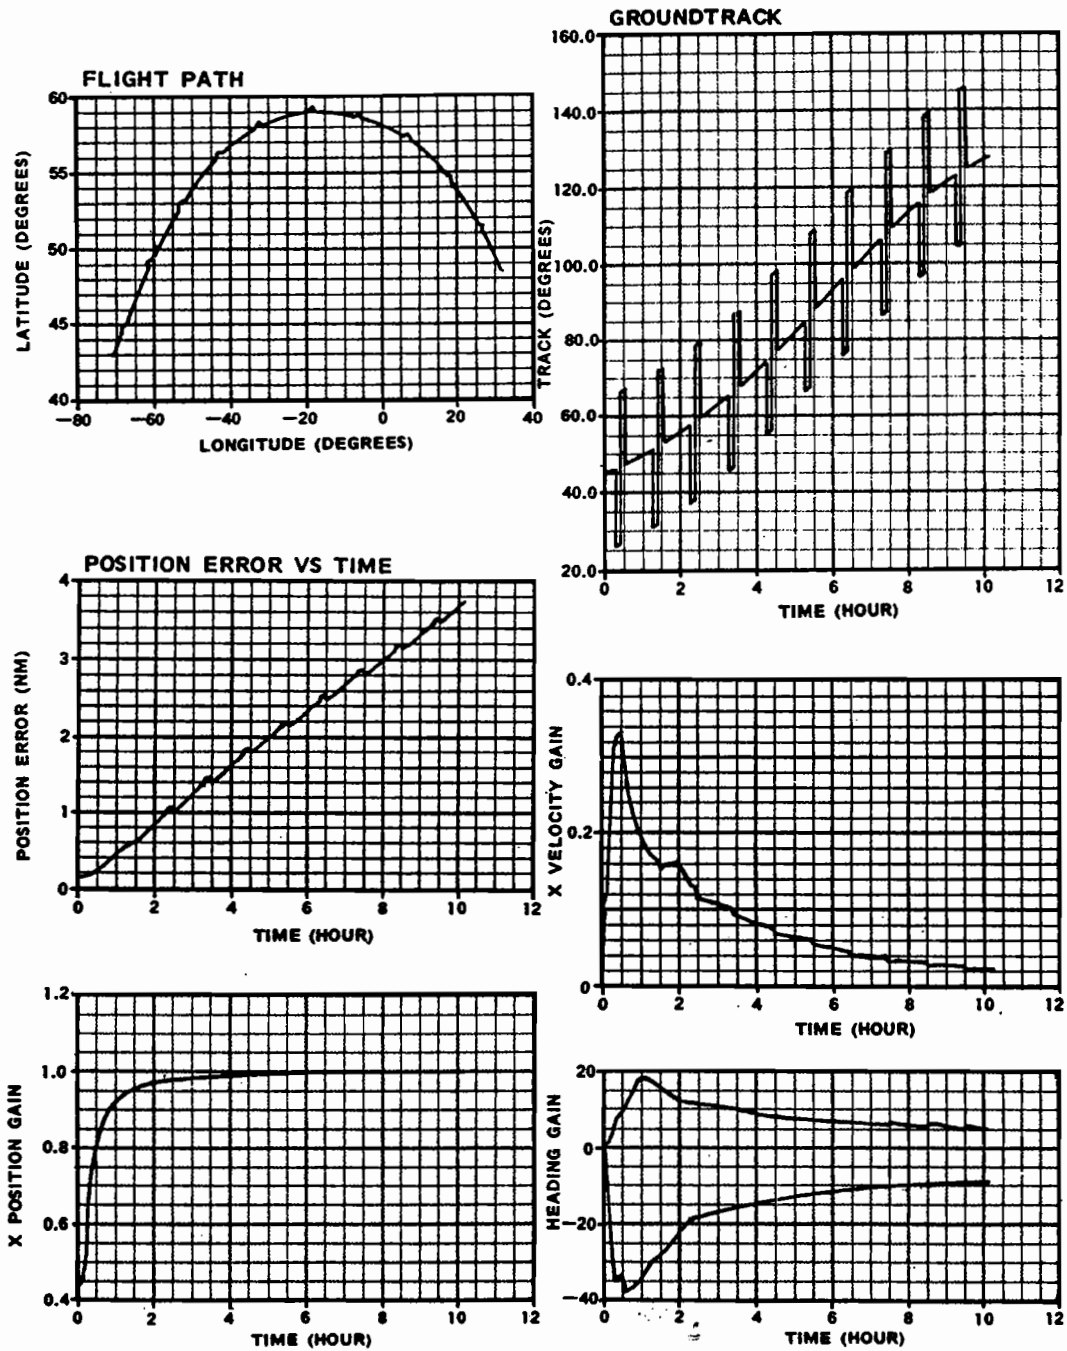 FLIGHT PATH
LATITUDE (DEGREES)
60
55
50
45
40
−80 −60 −40 −20 0 20 40
LONGITUDE (DEGREES)
GROUNDTRACK
TRACK (DEGREES)
160.0
140.0
120.0
100.0
80.0
60.0
40.0
20.0
0 2 4 6 8 10 12
TIME (HOUR)
POSITION ERROR VS TIME
POSITION ERROR (NM)
4
3
2
1
0
0 2 4 6 8 10 12
TIME (HOUR)
X VELOCITY GAIN
0.4
0.2
0
0 2 4 6 8 10 12
TIME (HOUR)
X POSITION GAIN
1.2
1.0
0.8
0.6
0.4
0 2 4 6 8 10 12
TIME (HOUR)
HEADING GAIN
20
0
−20
−40
0 2 4 6 8 10 12
TIME (HOUR)